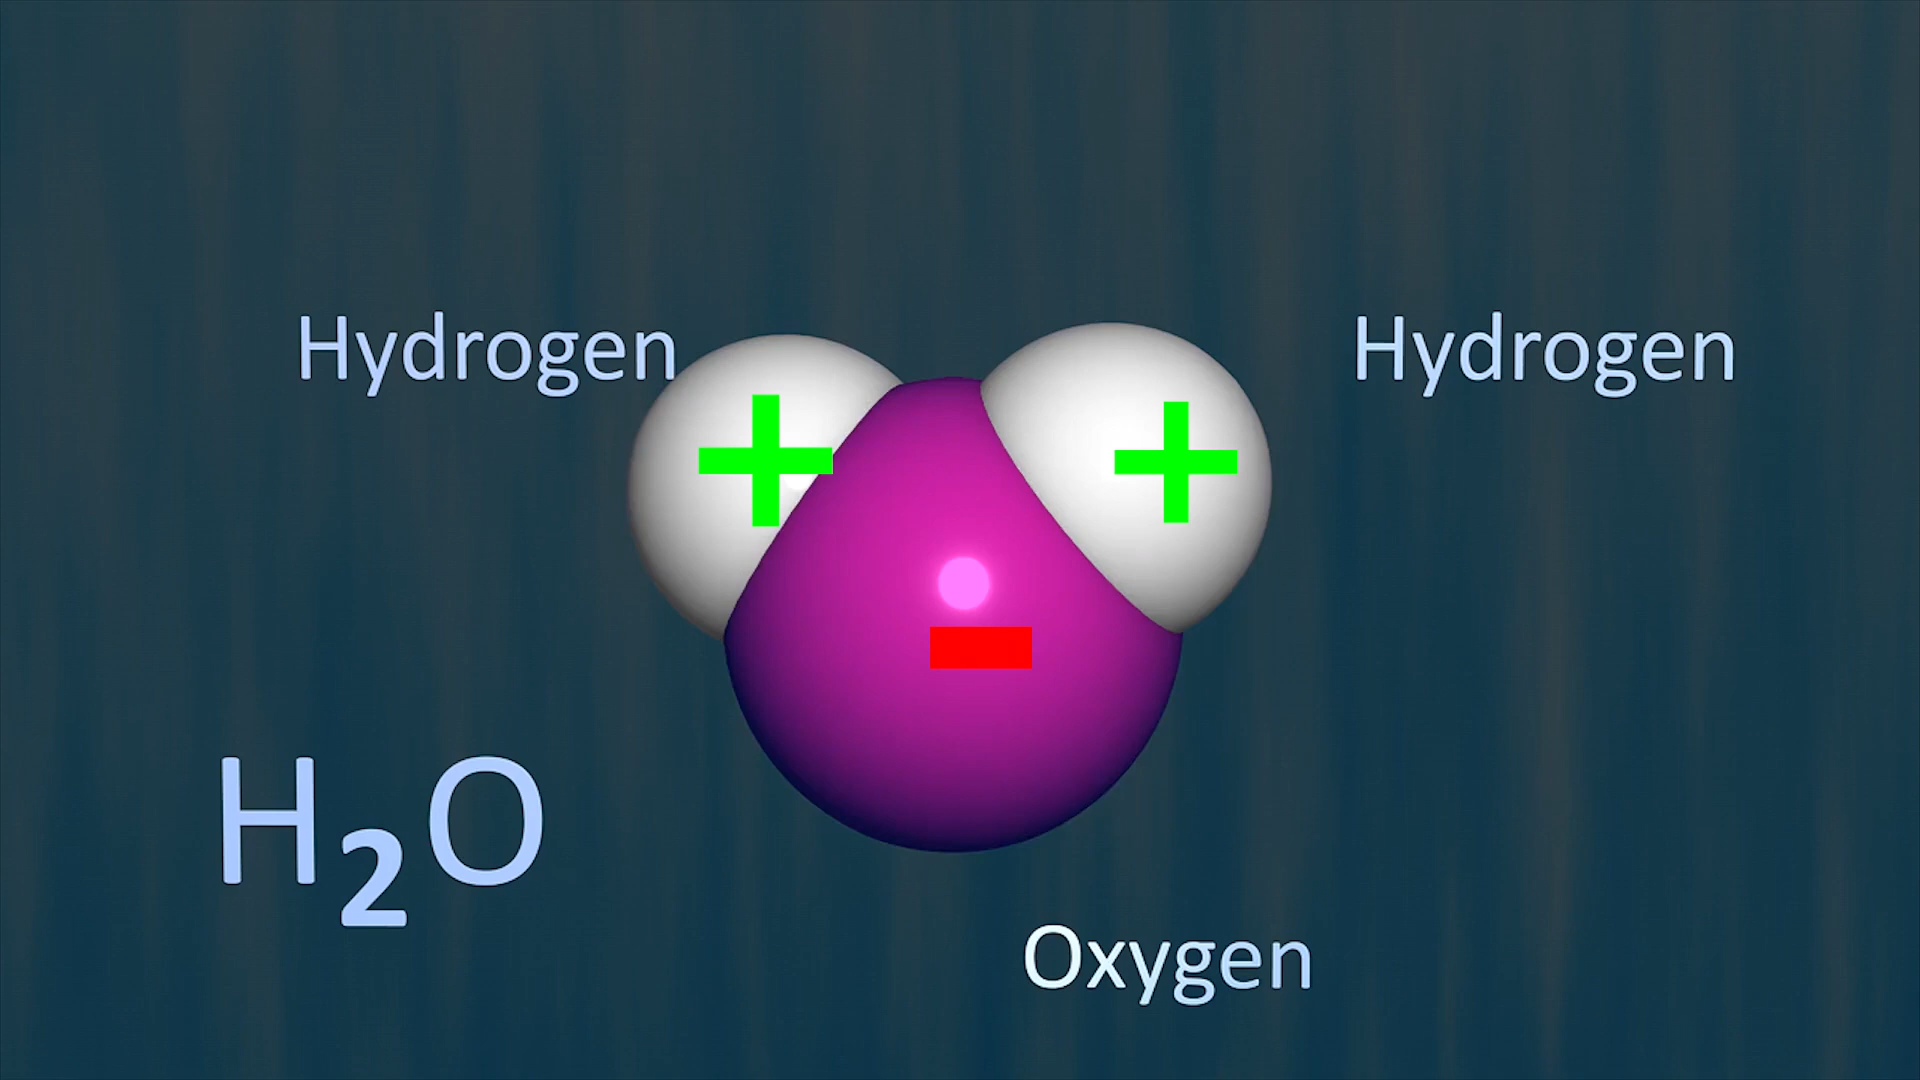 Hydrogen
Hydrogen
+
+
-
H₂O
Oxygen